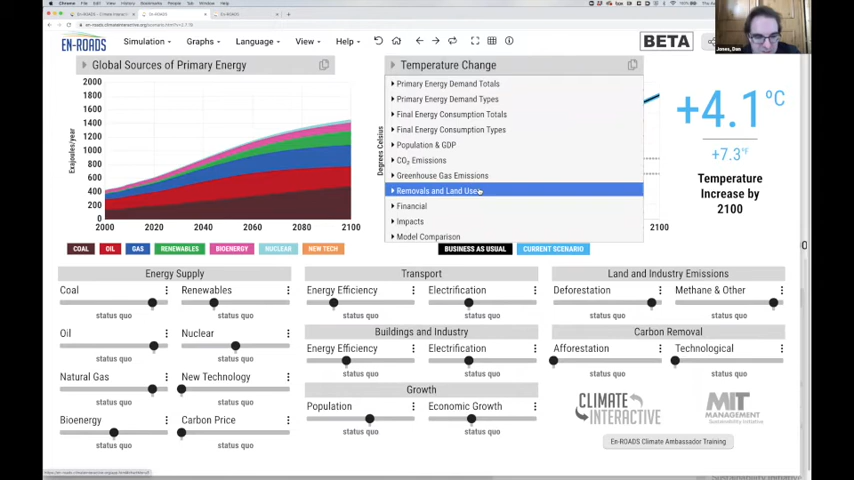 EN-ROADS
Simulation
Graphs
Language
View
Help
BETA
Jones, Dan
Global Sources of Primary Energy
Temperature Change
2000
1800
1600
1400
1200
1000
800
600
400
200
0
Exajoules/year
2000
2020
2040
2060
2080
2100
COAL
OIL
GAS
RENEWABLES
BIOENERGY
NUCLEAR
NEW TECH
Degrees Celsius
Primary Energy Demand Totals
Primary Energy Demand Types
Final Energy Consumption Totals
Final Energy Consumption Types
Population & GDP
CO₂ Emissions
Greenhouse Gas Emissions
Removals and Land Use
Financial
Impacts
Model Comparison
2100
BUSINESS AS USUAL
CURRENT SCENARIO
+4.1°C
+7.3°F
Temperature
Increase by
2100
Energy Supply
Coal
status quo
Renewables
status quo
Oil
status quo
Nuclear
status quo
Natural Gas
status quo
New Technology
status quo
Bioenergy
status quo
Carbon Price
status quo
Transport
Energy Efficiency
status quo
Electrification
status quo
Buildings and Industry
Energy Efficiency
status quo
Electrification
status quo
Growth
Population
status quo
Economic Growth
status quo
Land and Industry Emissions
Deforestation
status quo
Methane & Other
status quo
Carbon Removal
Afforestation
status quo
Technological
status quo
CLIMATE
INTERACTIVE
MIT
MANAGEMENT
En-ROADS Climate Ambassador Training